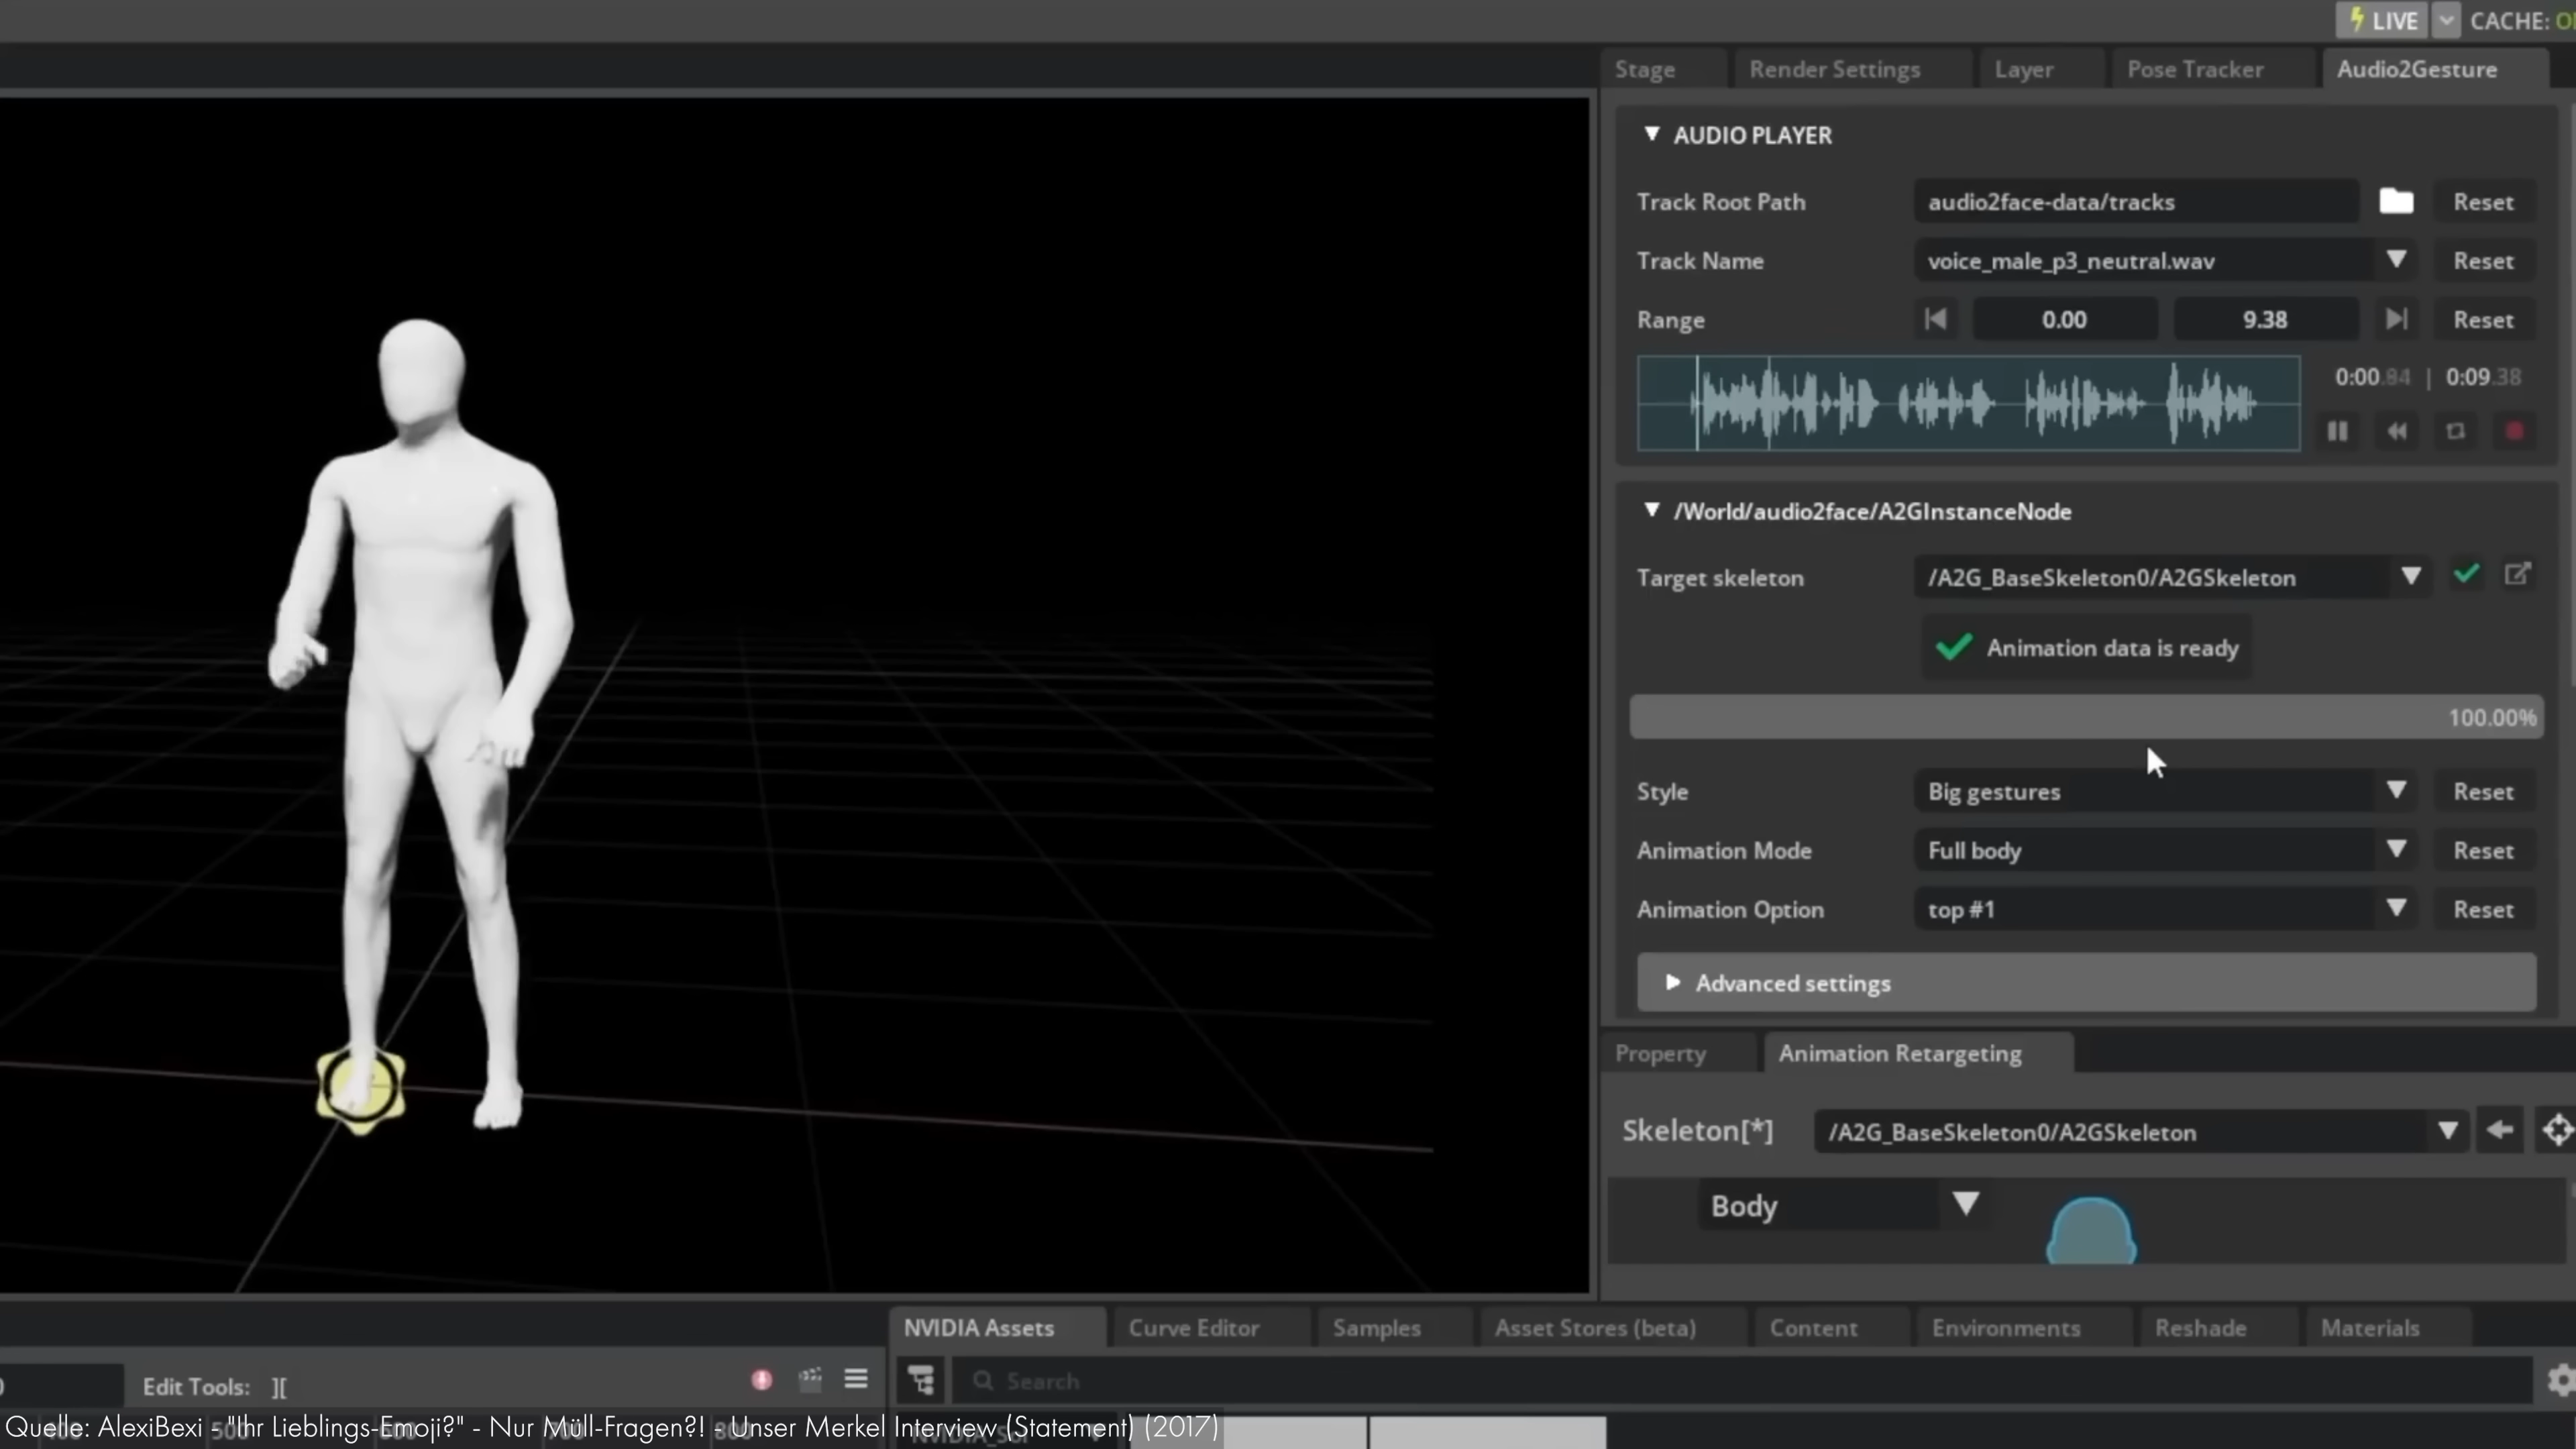 LIVE CACHE:
Stage Render Settings Layer Pose Tracker Audio2Gesture
AUDIO PLAYER
Track Root Path audio2face-data/tracks Reset
Track Name voice_male_p3_neutral.wav Reset
Range 0.00 9.38 Reset
0:00.84 | 0:09.38
/World/audio2face/A2GInstanceNode
Target skeleton /A2G_BaseSkeleton0/A2GSkeleton
Animation data is ready
100.00%
Style Big gestures Reset
Animation Mode Full body Reset
Animation Option top #1 Reset
Advanced settings
Property Animation Retargeting
Skeleton[*] /A2G_BaseSkeleton0/A2GSkeleton
Body
NVIDIA Assets Curve Editor Samples Asset Stores (beta) Content Environments Reshade Materials
Edit Tools: ][ Search
Quelle: AlexiBexi - "Ihr Lieblings-Emoji?" - Nur Müll-Fragen?! - Unser Merkel Interview (Statement) (2017)